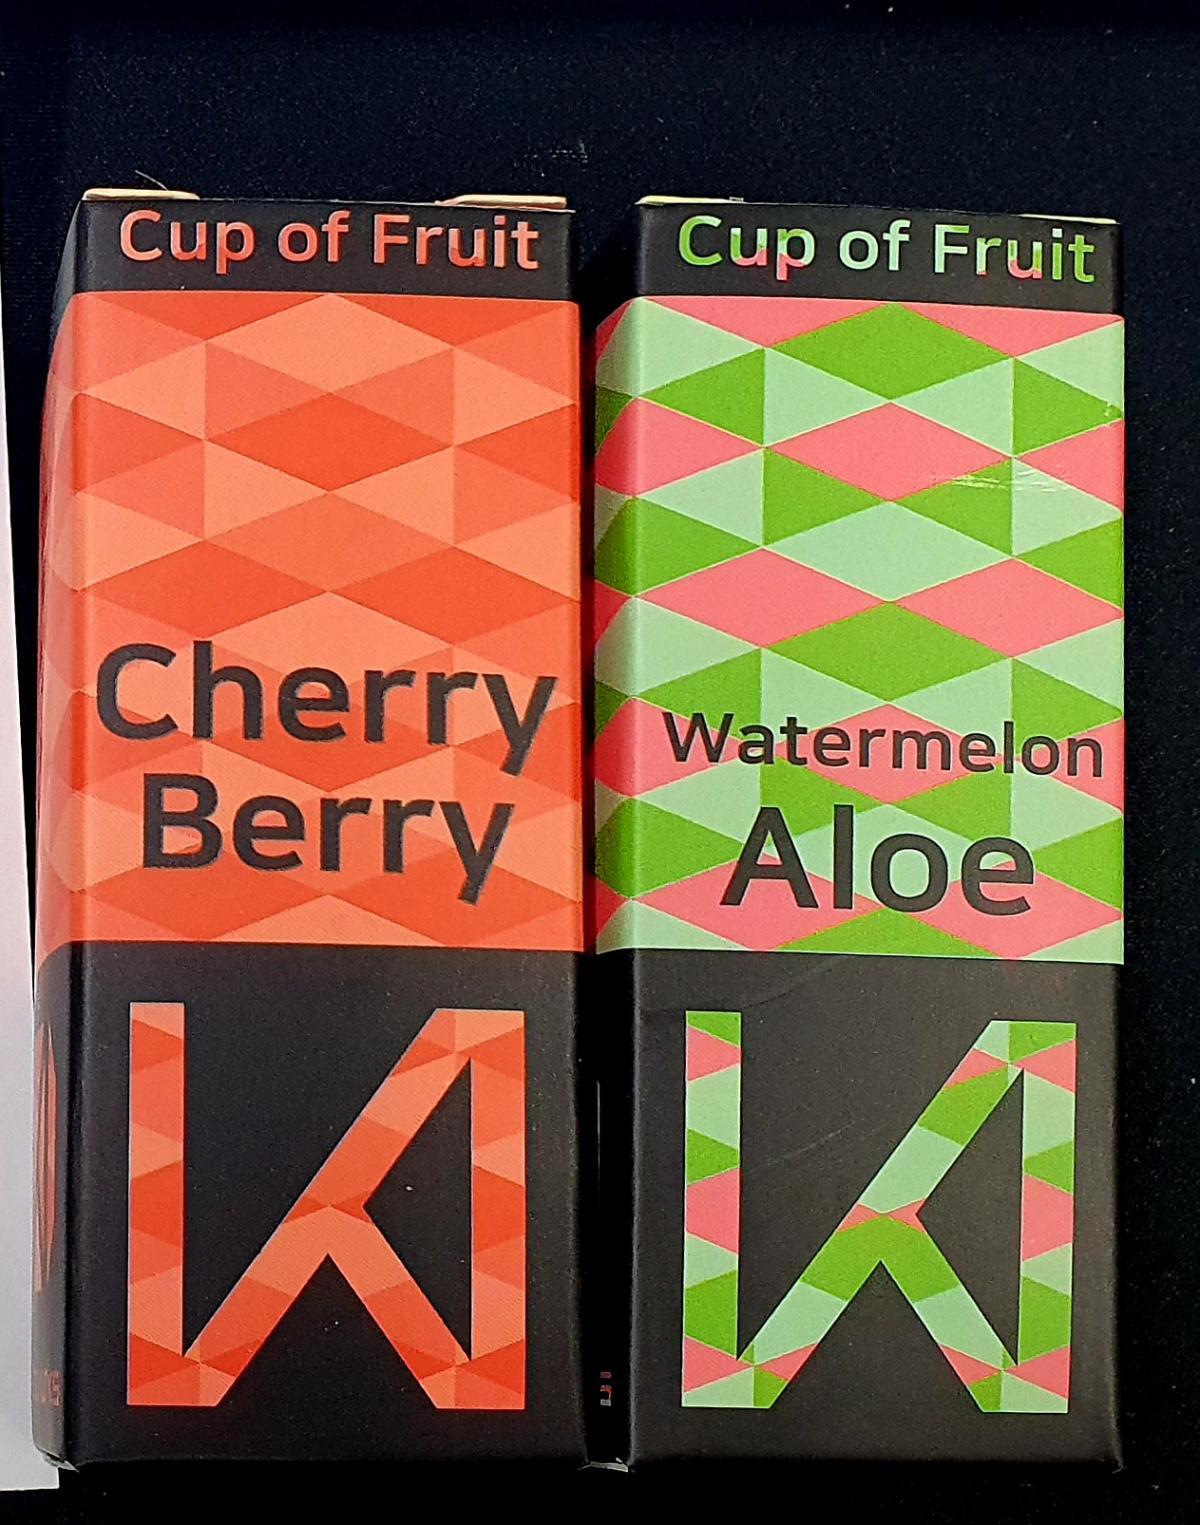 Cup of Fruit
Cherry
Berry
Cup of Fruit
Watermelon
Aloe